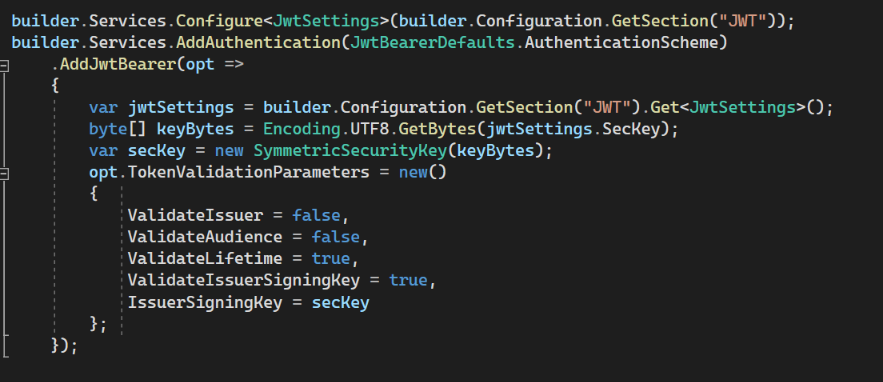 builder.Services.Configure<JwtSettings>(builder.Configuration.GetSection("JWT"));
builder.Services.AddAuthentication(JwtBearerDefaults.AuthenticationScheme)
.AddJwtBearer(opt =>
{
var jwtSettings = builder.Configuration.GetSection("JWT").Get<JwtSettings>();
byte[] keyBytes = Encoding.UTF8.GetBytes(jwtSettings.SecKey);
var secKey = new SymmetricSecurityKey(keyBytes);
opt.TokenValidationParameters = new()
{
ValidateIssuer = false,
ValidateAudience = false,
ValidateLifetime = true,
ValidateIssuerSigningKey = true,
IssuerSigningKey = secKey
};
});